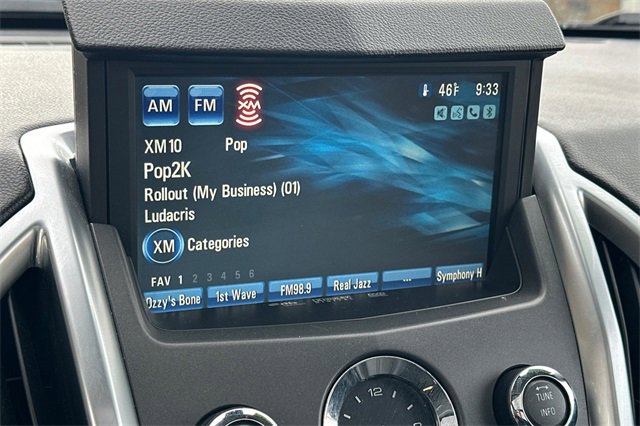 AM FM XM 46°F 9:33
XM10 Pop
Pop2K
Rollout (My Business) (01)
Ludacris
XM Categories
FAV 1 2 3 4 5 6
Ozzy's Bone 1st Wave FM98.9 Real Jazz ... Symphony H
12
TUNE
INFO